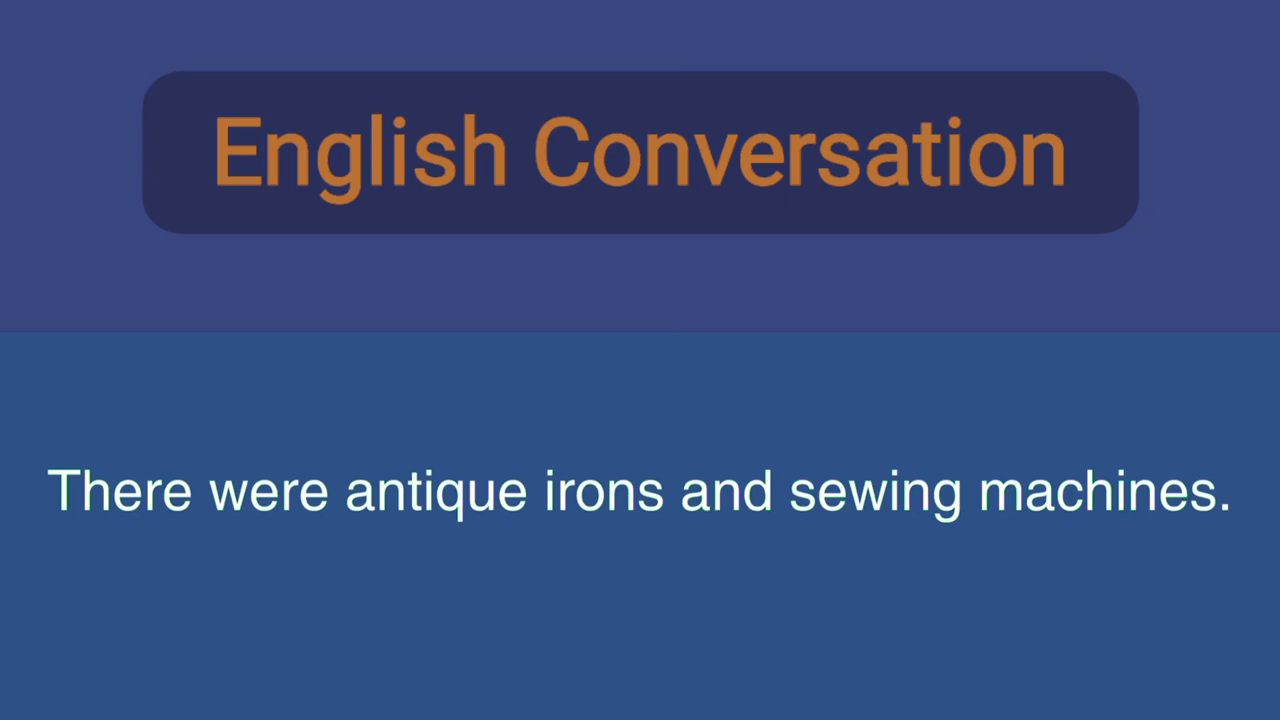 English Conversation
There were antique irons and sewing machines.